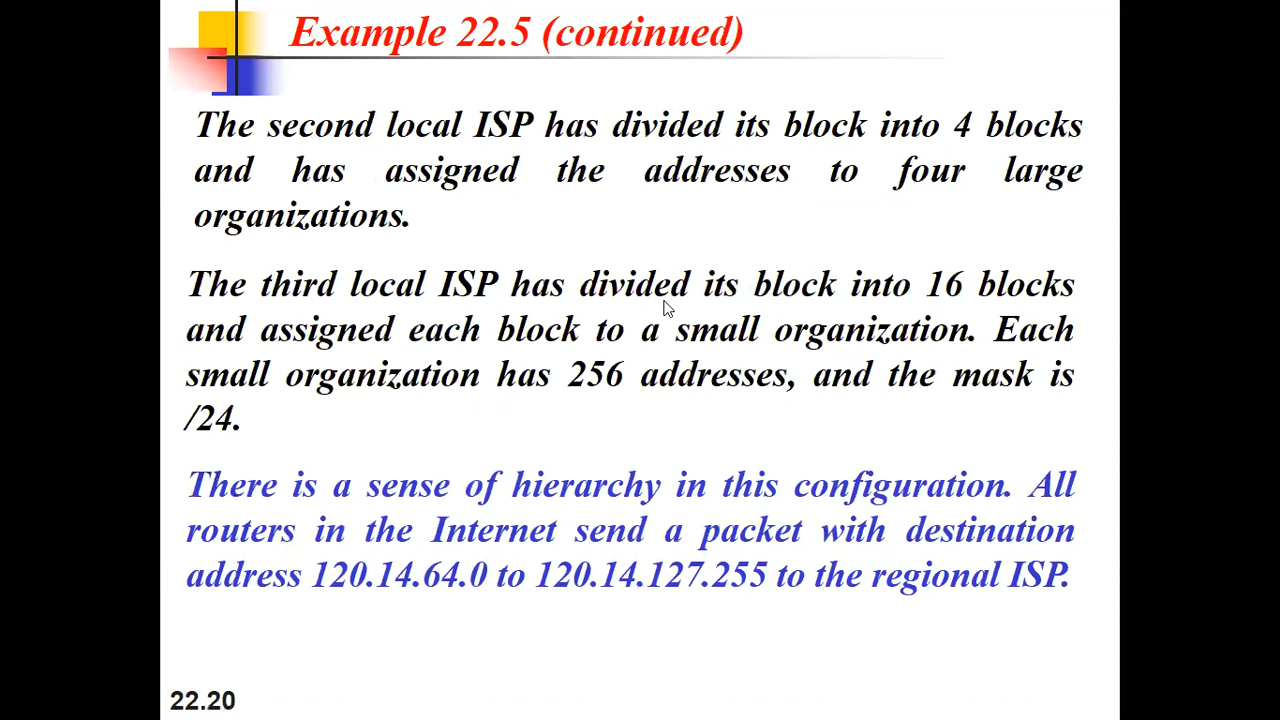 Example 22.5 (continued)
The second local ISP has divided its block into 4 blocks
and has assigned the addresses to four large
organizations.
The third local ISP has divided its block into 16 blocks
and assigned each block to a small organization. Each
small organization has 256 addresses, and the mask is
/24.
There is a sense of hierarchy in this configuration. All
routers in the Internet send a packet with destination
address 120.14.64.0 to 120.14.127.255 to the regional ISP.
22.20